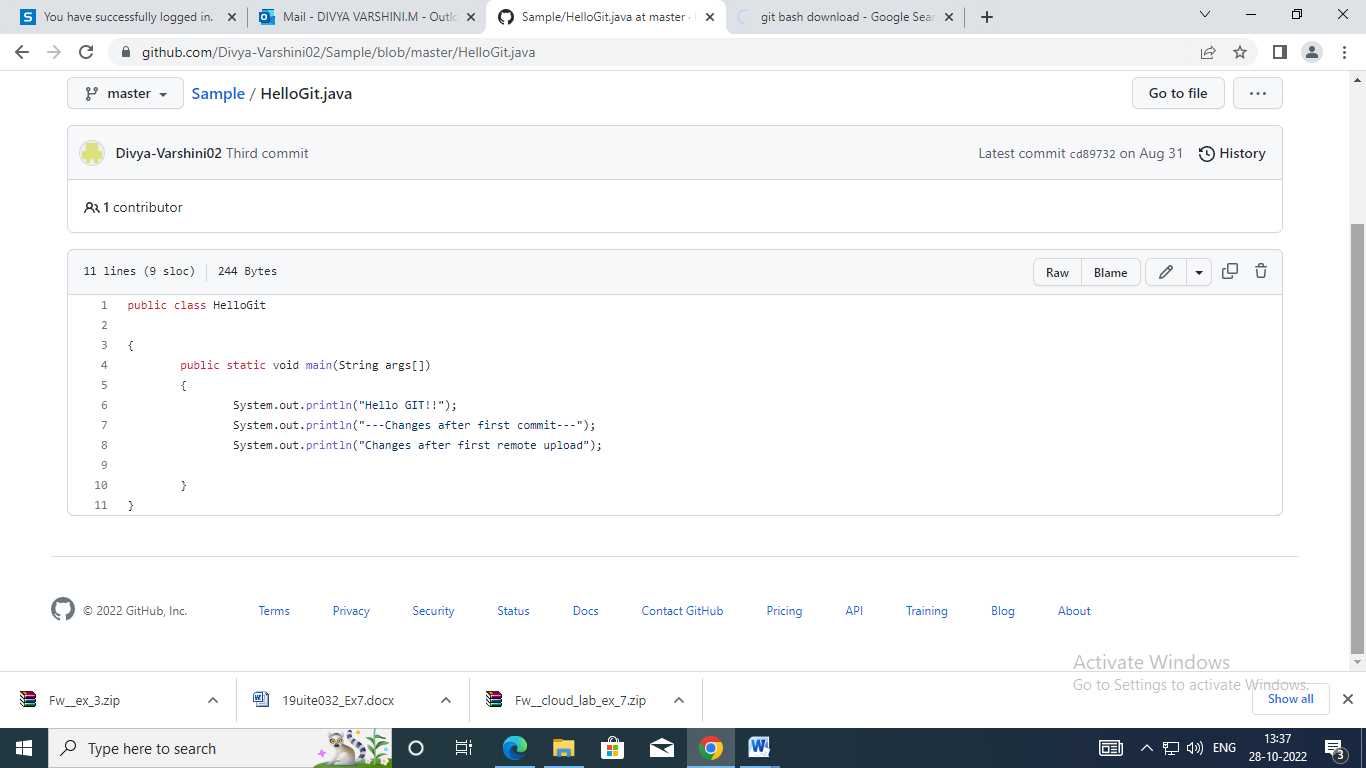 You have successfully logged in.
Mail - DIVYA VARSHINI.M - Outlo
Sample/HelloGit.java at master ·
git bash download - Google Sear
github.com/Divya-Varshini02/Sample/blob/master/HelloGit.java
master
Sample / HelloGit.java
Go to file
Divya-Varshini02 Third commit
Latest commit cd89732 on Aug 31
History
1 contributor
11 lines (9 sloc)
244 Bytes
Raw
Blame
1 public class HelloGit
2
3 {
4 public static void main(String args[])
5 {
6 System.out.println("Hello GIT!!");
7 System.out.println("---Changes after first commit---");
8 System.out.println("Changes after first remote upload");
9
10 }
11 }
© 2022 GitHub, Inc.
Terms
Privacy
Security
Status
Docs
Contact GitHub
Pricing
API
Training
Blog
About
Activate Windows
Go to Settings to activate Windows.
Fw__ex_3.zip
19uite032_Ex7.docx
Fw__cloud_lab_ex_7.zip
Show all
Type here to search
ENG
13:37
28-10-2022
3